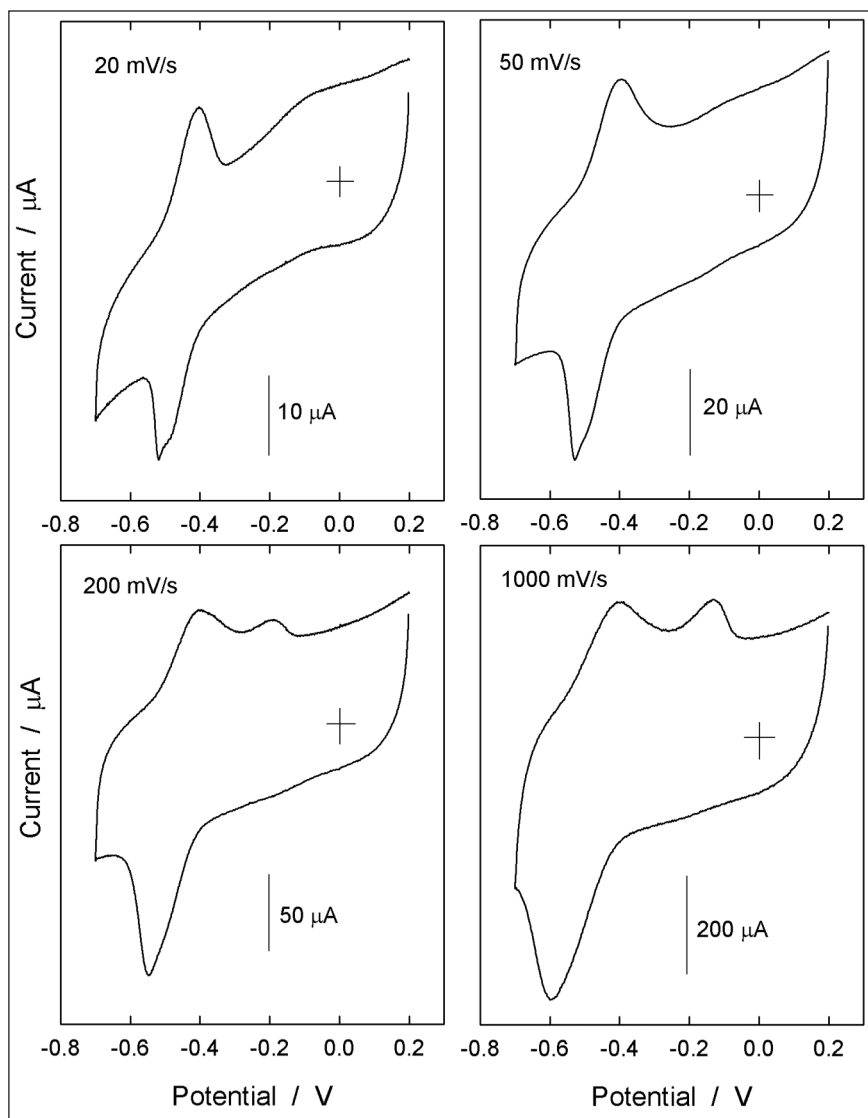 20 mV/s
50 mV/s
Current / μA
10 μA
20 μA
-0.8 -0.6 -0.4 -0.2 0.0 0.2
-0.8 -0.6 -0.4 -0.2 0.0 0.2
200 mV/s
1000 mV/s
Current / μA
50 μA
200 μA
-0.8 -0.6 -0.4 -0.2 0.0 0.2
-0.8 -0.6 -0.4 -0.2 0.0 0.2
Potential / V
Potential / V